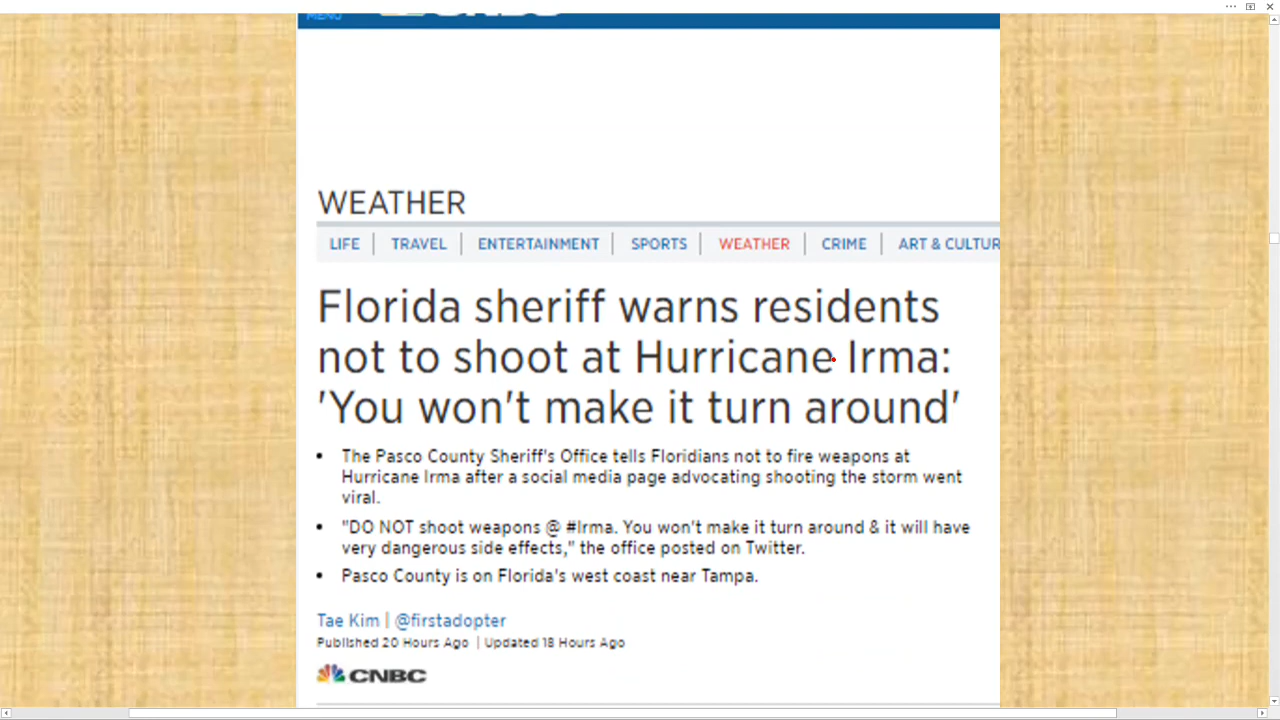 MENU
WEATHER
LIFE | TRAVEL | ENTERTAINMENT | SPORTS | WEATHER | CRIME | ART & CULTUR
Florida sheriff warns residents
not to shoot at Hurricane Irma:
'You won't make it turn around'
• The Pasco County Sheriff's Office tells Floridians not to fire weapons at
Hurricane Irma after a social media page advocating shooting the storm went
viral.
• "DO NOT shoot weapons @ #Irma. You won't make it turn around & it will have
very dangerous side effects," the office posted on Twitter.
• Pasco County is on Florida's west coast near Tampa.
Tae Kim | @firstadopter
Published 20 Hours Ago | Updated 18 Hours Ago
CNBC